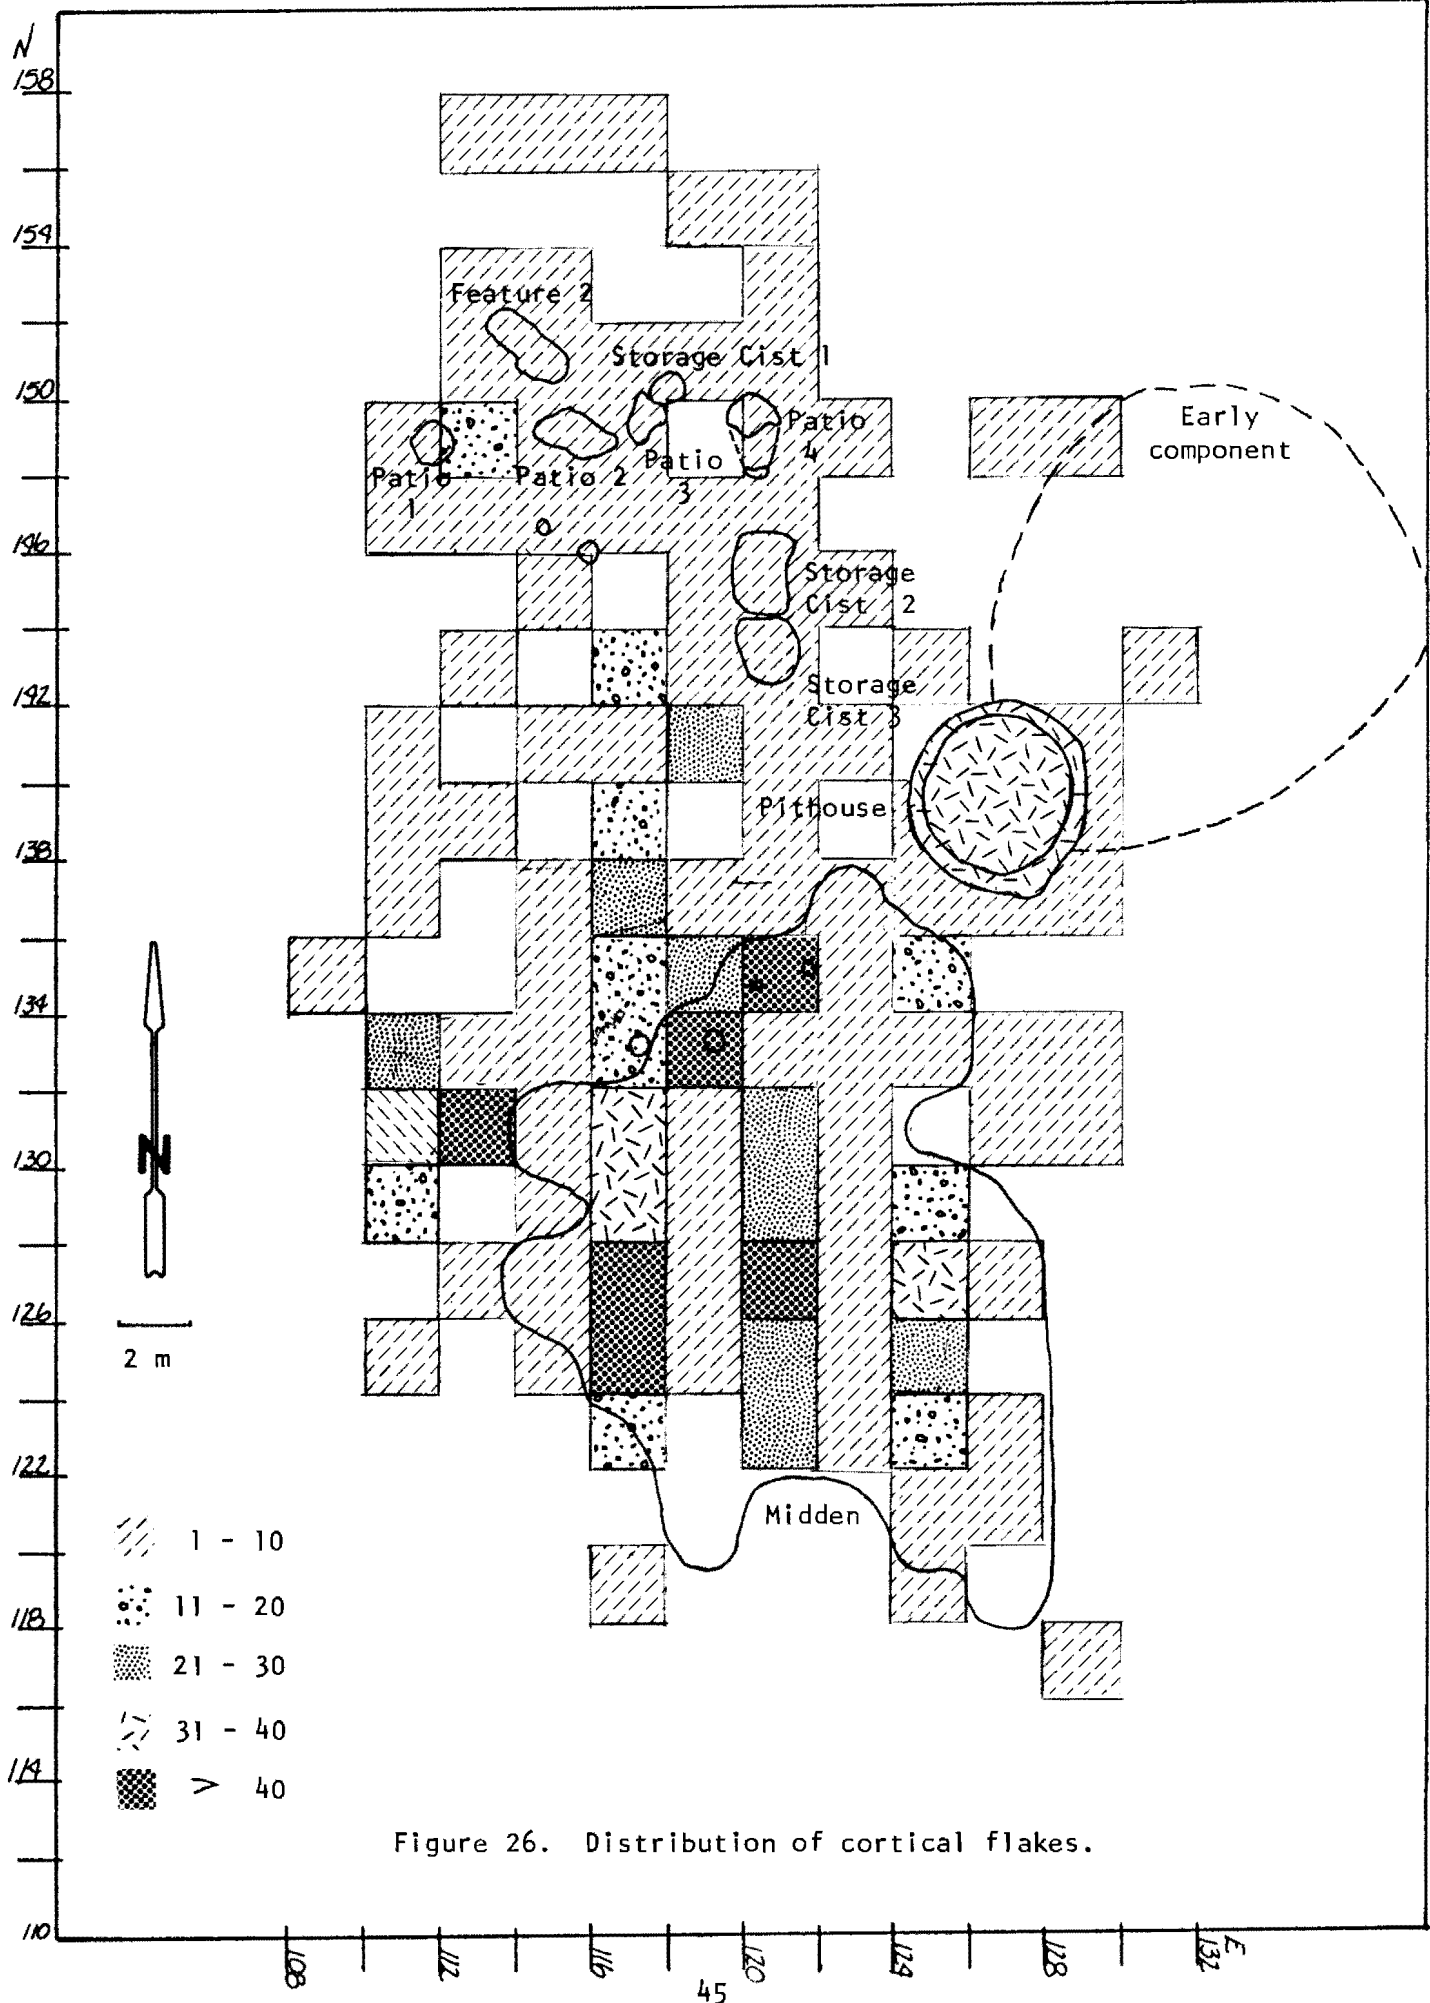 N
158
154
150
146
142
138
134
130
126
122
118
114
110
Feature 2
Storage Cist 1
Early
component
Patio
4
Patio
1
Patio 2
Patio
3
Storage
Cist 2
Storage
Cist 3
Pithouse
N
2 m
Midden
1 - 10
11 - 20
21 - 30
31 - 40
> 40
Figure 26. Distribution of cortical flakes.
108
112
116
120
124
128
132
E
45